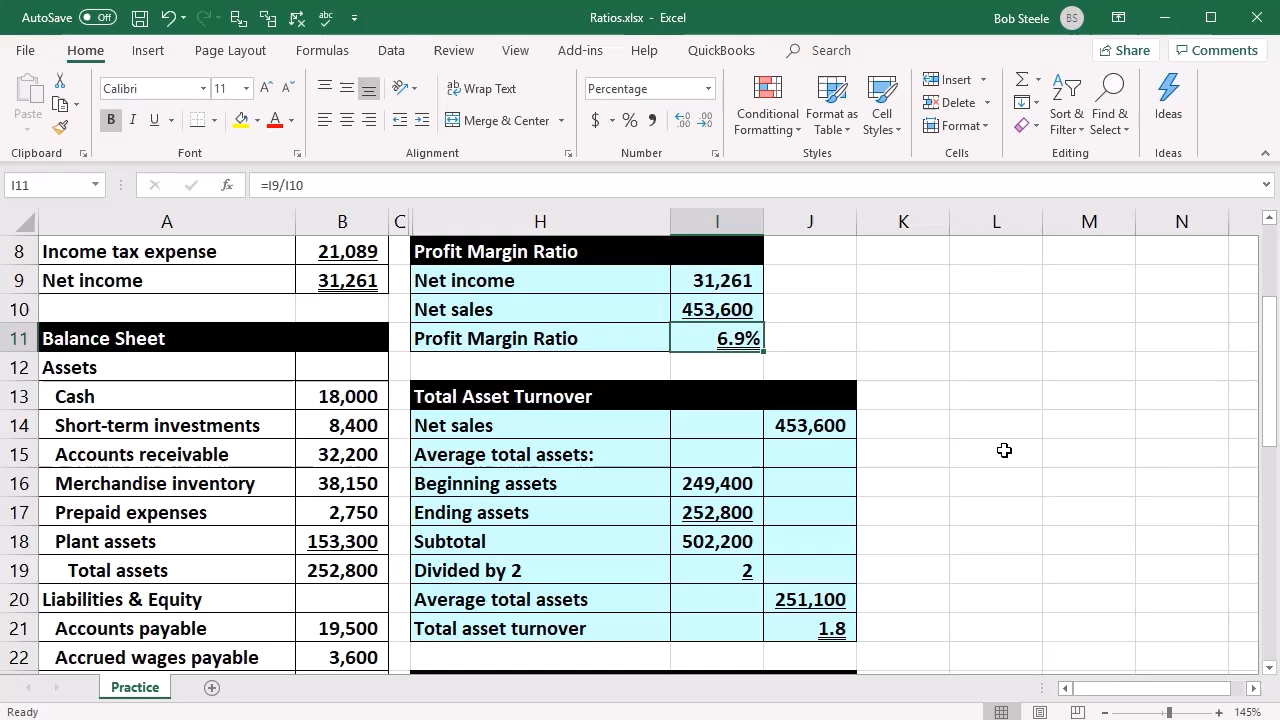 AutoSave Off Ratios.xlsx - Excel Bob Steele BS
File Home Insert Page Layout Formulas Data Review View Add-ins Help QuickBooks Search Share Comments
Paste Calibri 11 A^ A˅ Wrap Text Percentage Insert
B I U A Merge & Center $ % , Conditional Formatting Format as Table Cell Styles Delete Sort & Filter Find & Select Ideas
Format
Clipboard Font Alignment Number Styles Cells Editing Ideas
I11 fx =I9/I10
A B C H I J K L M N
8 Income tax expense 21,089 Profit Margin Ratio
9 Net income 31,261 Net income 31,261
10 Net sales 453,600
11 Balance Sheet Profit Margin Ratio 6.9%
12 Assets
13 Cash 18,000 Total Asset Turnover
14 Short-term investments 8,400 Net sales 453,600
15 Accounts receivable 32,200 Average total assets:
16 Merchandise inventory 38,150 Beginning assets 249,400
17 Prepaid expenses 2,750 Ending assets 252,800
18 Plant assets 153,300 Subtotal 502,200
19 Total assets 252,800 Divided by 2 2
20 Liabilities & Equity Average total assets 251,100
21 Accounts payable 19,500 Total asset turnover 1.8
22 Accrued wages payable 3,600
Practice
Ready 145%